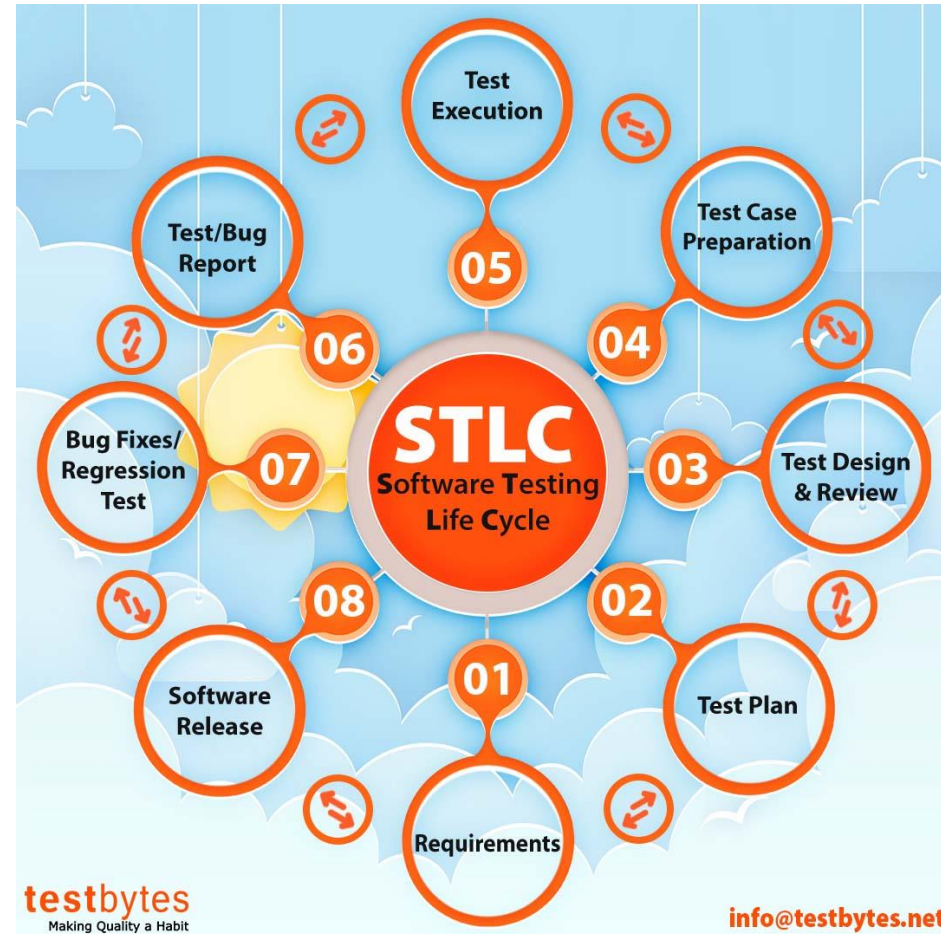 STLC
Software Testing
Life Cycle
01
Requirements
02
Test Plan
03
Test Design
& Review
04
Test Case
Preparation
05
Test
Execution
06
Test/Bug
Report
07
Bug Fixes/
Regression
Test
08
Software
Release
testbytes
Making Quality a Habit
info@testbytes.net